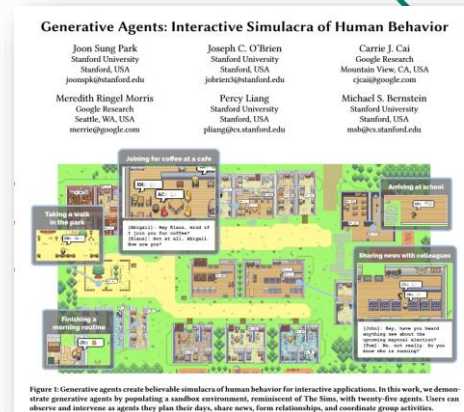 Generative Agents: Interactive Simulacra of Human Behavior
Joon Sung Park
Stanford University
Stanford, USA
joonspk@stanford.edu
Joseph C. O'Brien
Stanford University
Stanford, USA
jobrien3@stanford.edu
Carrie J. Cai
Google Research
Mountain View, CA, USA
cjcai@google.com
Meredith Ringel Morris
Google Research
Seattle, WA, USA
merrie@google.com
Percy Liang
Stanford University
Stanford, USA
pliang@cs.stanford.edu
Michael S. Bernstein
Stanford University
Stanford, USA
msb@cs.stanford.edu
Joining for coffee at a cafe
Taking a walk
in the park
[Abigail]: Hey Klaus, mind if
I join you for coffee?
[Klaus]: Not at all, Abigail.
How are you?
Arriving at school
Sharing news with colleagues
[John]: Hey, have you heard
anything new about the
upcoming mayoral election?
[Tom]: No, not really. Do you
know who is running?
Finishing a
morning routine
Figure 1: Generative agents create believable simulacra of human behavior for interactive applications. In this work, we demon-
strate generative agents by populating a sandbox environment, reminiscent of The Sims, with twenty-five agents. Users can
observe and intervene as agents they plan their days, share news, form relationships, and coordinate group activities.